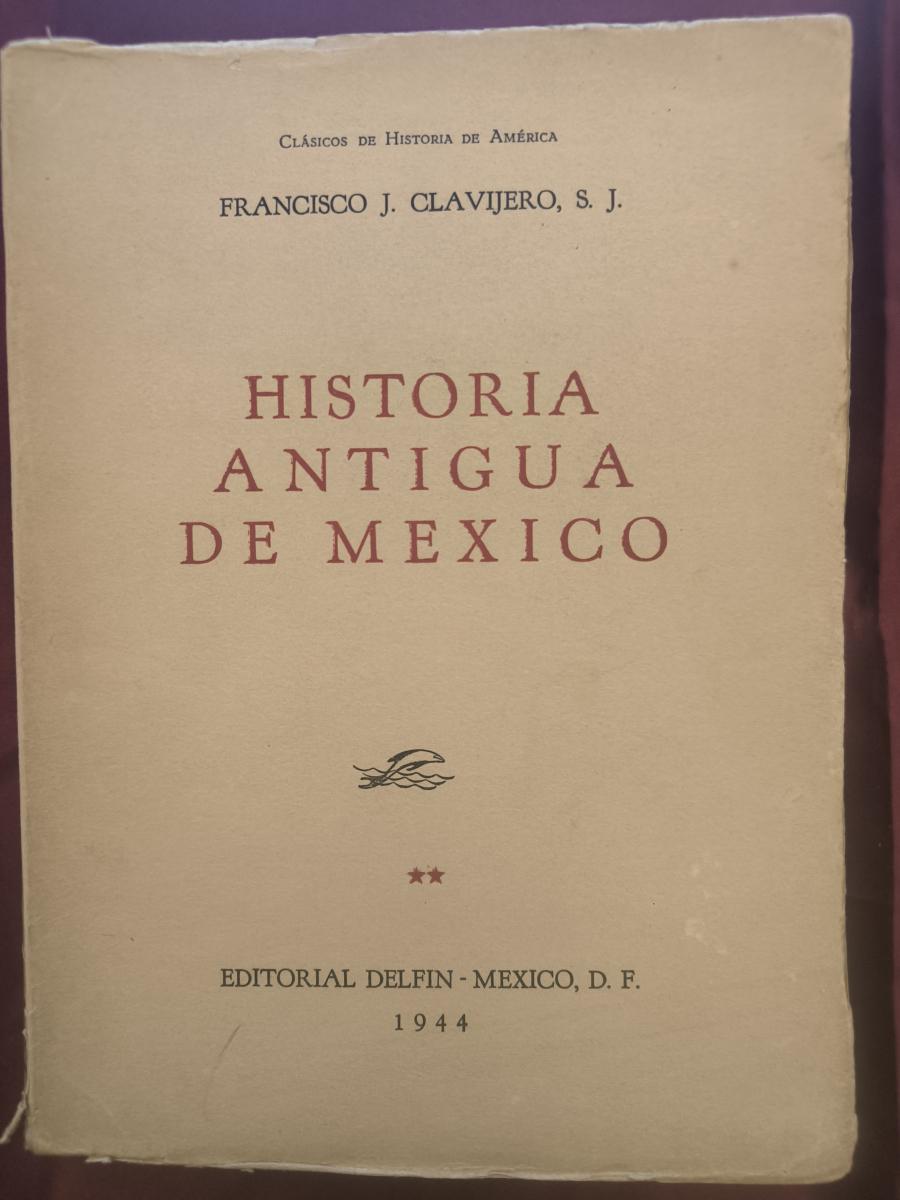 Clásicos de Historia de América
FRANCISCO J. CLAVIJERO, S. J.
HISTORIA
ANTIGUA
DE MEXICO
★★
EDITORIAL DELFIN - MEXICO, D. F.
1944